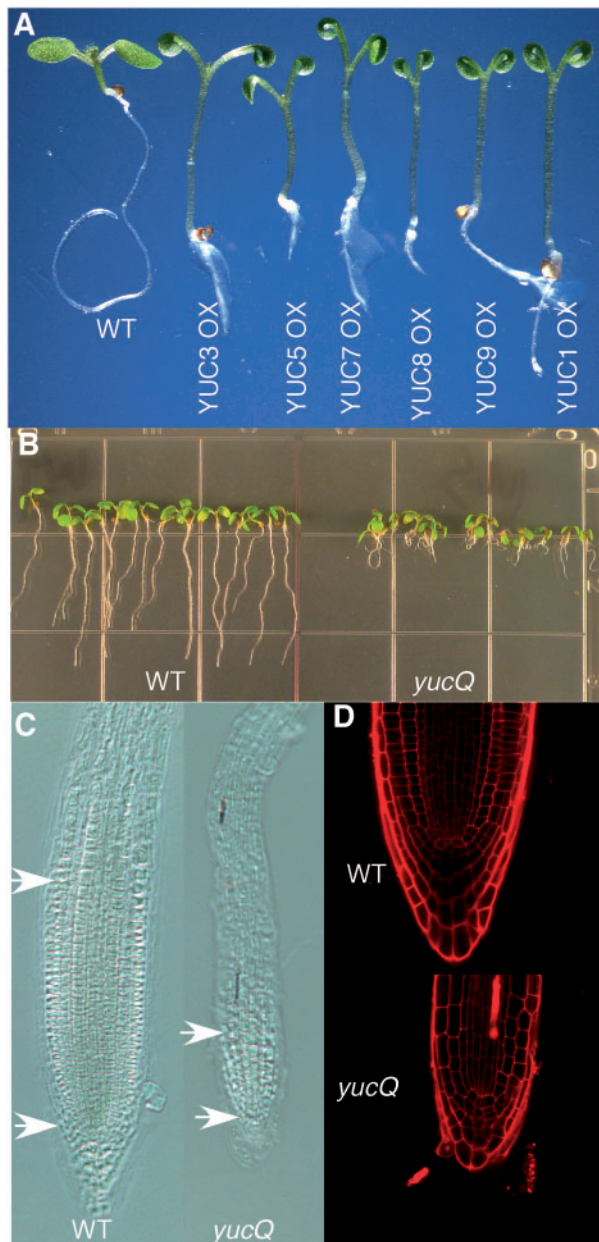 A
WT
YUC3 OX
YUC5 OX
YUC7 OX
YUC8 OX
YUC9 OX
YUC1 OX
B
WT
yucQ
C
WT
yucQ
D
WT
yucQ